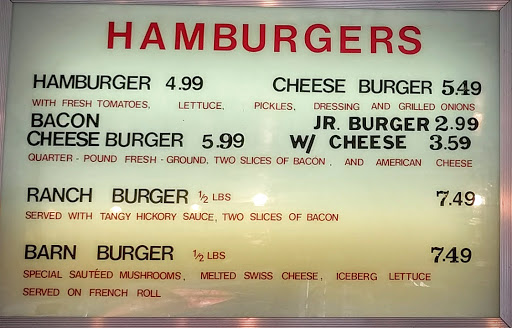 HAMBURGERS
HAMBURGER 4.99 CHEESE BURGER 5.49
WITH FRESH TOMATOES, LETTUCE, PICKLES, DRESSING AND GRILLED ONIONS
BACON JR. BURGER 2.99
CHEESE BURGER 5.99 W/ CHEESE 3.59
QUARTER - POUND FRESH - GROUND, TWO SLICES OF BACON, AND AMERICAN CHEESE
RANCH BURGER ½ LBS 7.49
SERVED WITH TANGY HICKORY SAUCE, TWO SLICES OF BACON
BARN BURGER ½ LBS 7.49
SPECIAL SAUTÉED MUSHROOMS, MELTED SWISS CHEESE, ICEBERG LETTUCE
SERVED ON FRENCH ROLL